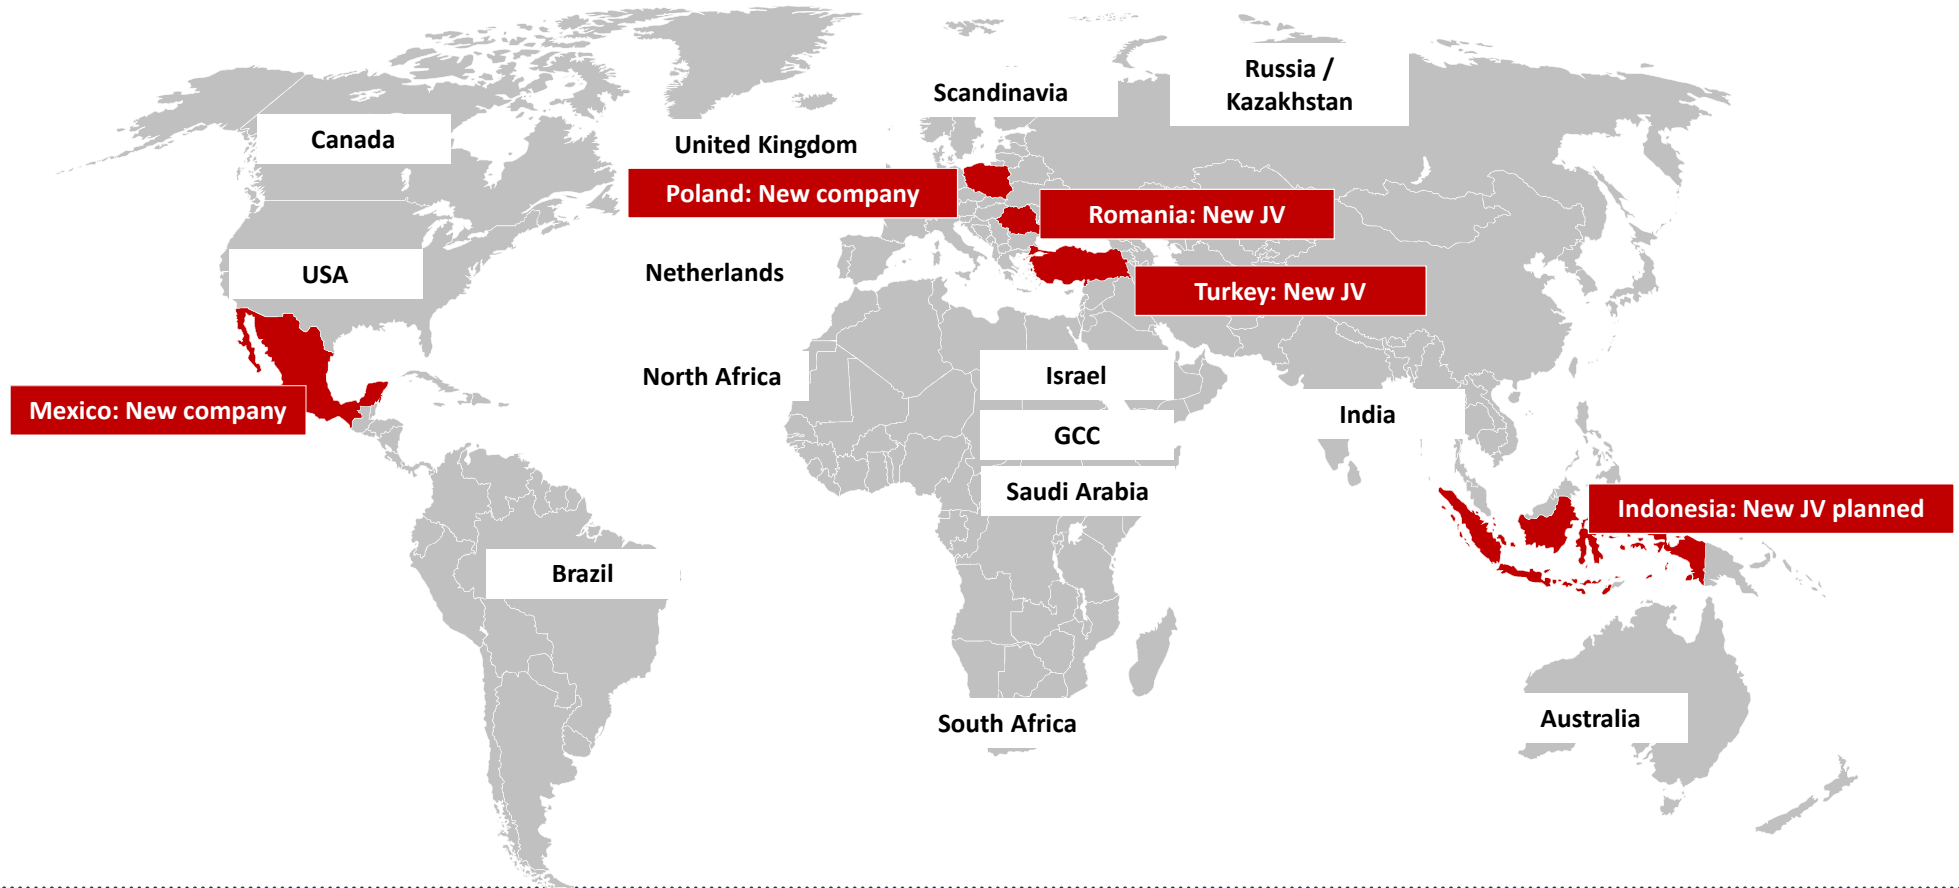 Russia /
Kazakhstan
Scandinavia
Canada
United Kingdom
Poland: New company
Romania: New JV
USA
Netherlands
Turkey: New JV
North Africa
Israel
Mexico: New company
India
GCC
Saudi Arabia
Indonesia: New JV planned
Brazil
South Africa
Australia